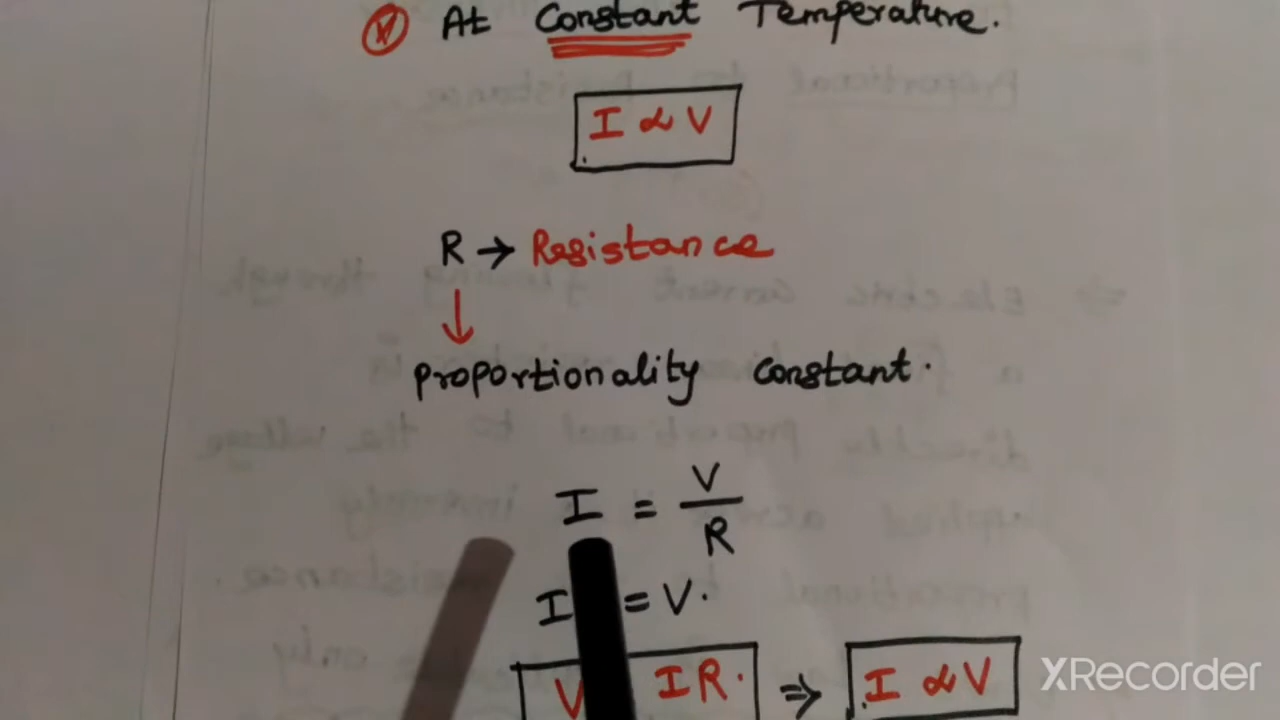 At Constant Temperature.
I ∝ V
R → Resistance
↓
proportionality constant.
I = V/R
I = V.
V IR. ⇒ I ∝ V
XRecorder